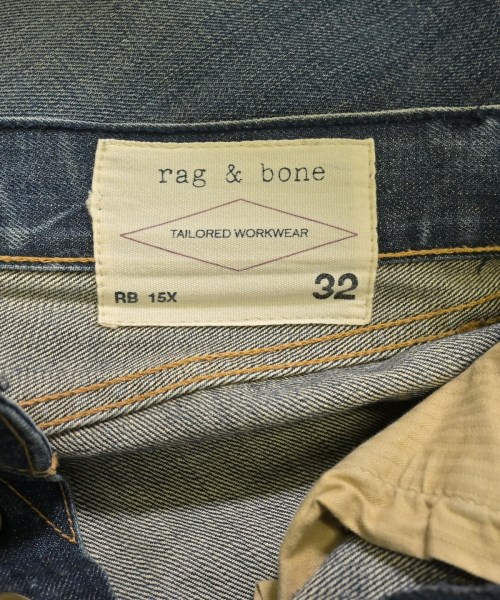 rag & bone
TAILORED WORKWEAR
RB 15X
32